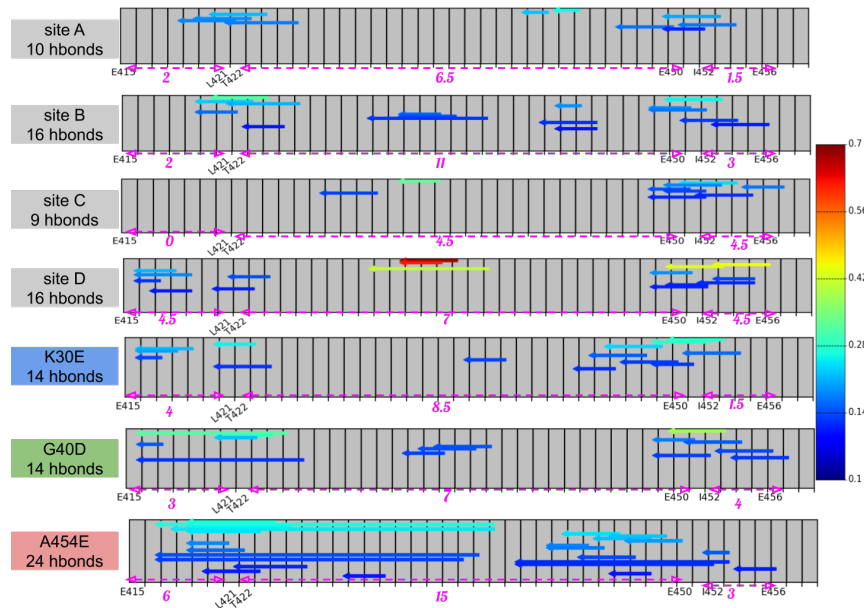 site A
10 hbonds
E415
L421
T422
E450
I452
E456
2
6.5
1.5
site B
16 hbonds
E415
L421
T422
E450
I452
E456
2
11
3
site C
9 hbonds
E415
L421
T422
E450
I452
E456
0
4.5
4.5
site D
16 hbonds
E415
L421
T422
E450
I452
E456
4.5
7
4.5
K30E
14 hbonds
E415
L421
T422
E450
I452
E456
4
8.5
1.5
G40D
14 hbonds
E415
L421
T422
E450
I452
E456
3
7
4
A454E
24 hbonds
E415
L421
T422
E450
I452
E456
6
15
3
0.7
0.56
0.42
0.28
0.14
0.1